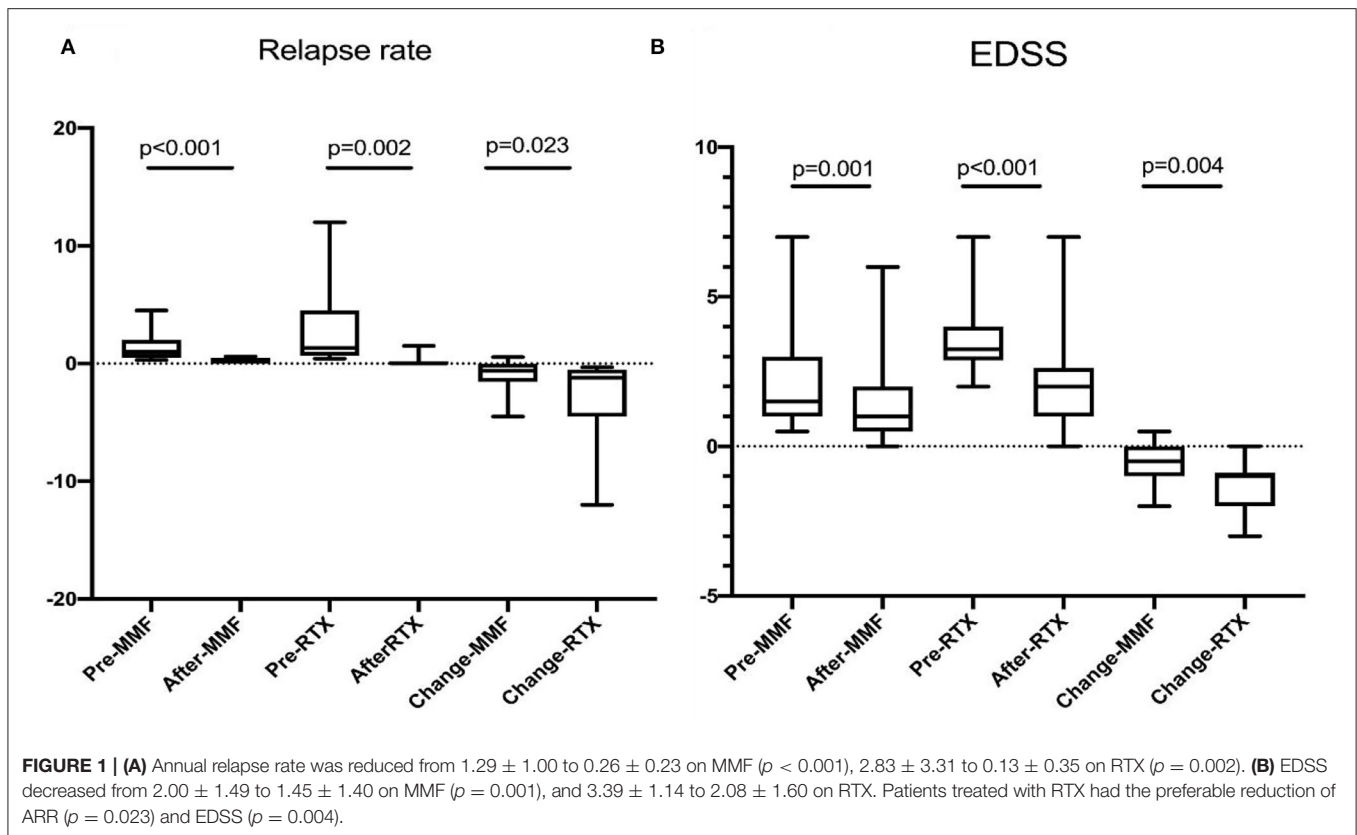 A
Relapse rate
20
10
0
-10
-20
p<0.001
p=0.002
p=0.023
Pre-MMF
After-MMF
Pre-RTX
AfterRTX
Change-MMF
Change-RTX
B
EDSS
10
5
0
-5
p=0.001
p<0.001
p=0.004
Pre-MMF
After-MMF
Pre-RTX
After-RTX
Change-MMF
Change-RTX
FIGURE 1 | (A) Annual relapse rate was reduced from 1.29 ± 1.00 to 0.26 ± 0.23 on MMF (p < 0.001), 2.83 ± 3.31 to 0.13 ± 0.35 on RTX (p = 0.002). (B) EDSS
decreased from 2.00 ± 1.49 to 1.45 ± 1.40 on MMF (p = 0.001), and 3.39 ± 1.14 to 2.08 ± 1.60 on RTX. Patients treated with RTX had the preferable reduction of
ARR (p = 0.023) and EDSS (p = 0.004).